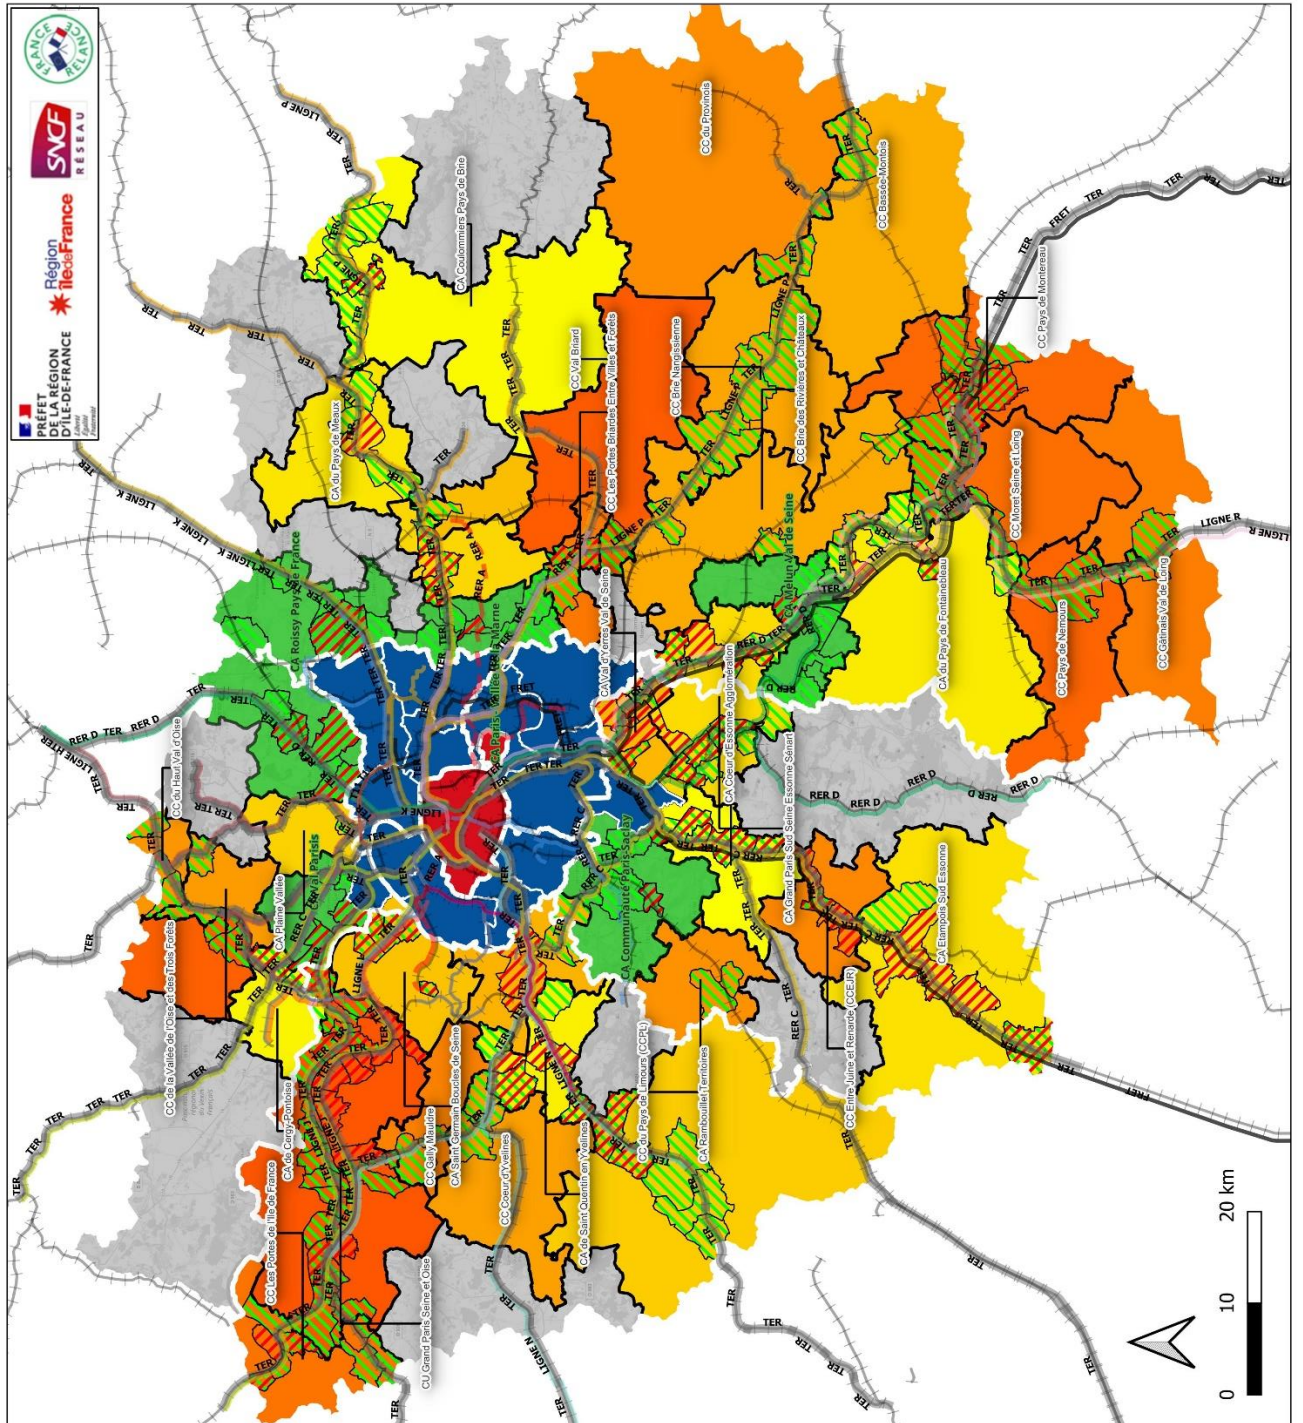 FRANCE
RELANCE
SNCF
RÉSEAU
Région
îledeFrance
PRÉFET
DE LA RÉGION
D'ÎLE-DE-FRANCE
Liberté
Égalité
Fraternité
CC du Haut Val d'Oise
CC de la Vallée de l'Oise et des Trois Forêts
CA Plaine Vallée
CA Val Parisis
CA de Cergy-Pontoise
CC Les Portes de l'Ile de France
CU Grand Paris Seine et Oise
CC Gally Mauldre
CA Saint Germain Boucles de Seine
CC Coeur d'Yvelines
CA de Saint Quentin en Yvelines
CC du Pays de Limours (CCPL)
CA Rambouillet Territoires
CA Communauté Paris-Saclay
CC Entre Juine et Renarde (CCEJR)
CA Etampois Sud Essonne
CA Grand Paris Sud Seine Essonne Sénart
CA Coeur d'Essonne Agglomération
CA Val d'Yerres Val de Seine
CA Roissy Pays de France
CA du Pays de Meaux
CA Coulommiers Pays de Brie
CC Val Briard
CC Les Portes Briardes Entre Villes et Forêts
CC Brie Nangissienne
CC Brie des Rivières et Châteaux
CC du Provinois
CC Bassée-Montois
CC Pays de Montereau
CC Moret Seine et Loing
CA Melun Val de Seine
CA du Pays de Fontainebleau
CC Pays de Nemours
CC Gâtinais Val de Loing
TER
LIGNE H
LIGNE K
LIGNE P
LIGNE R
LIGNE N
LIGNE J
LIGNE L
RER A
RER C
RER D
RER E
T11
FRET
0
10
20 km